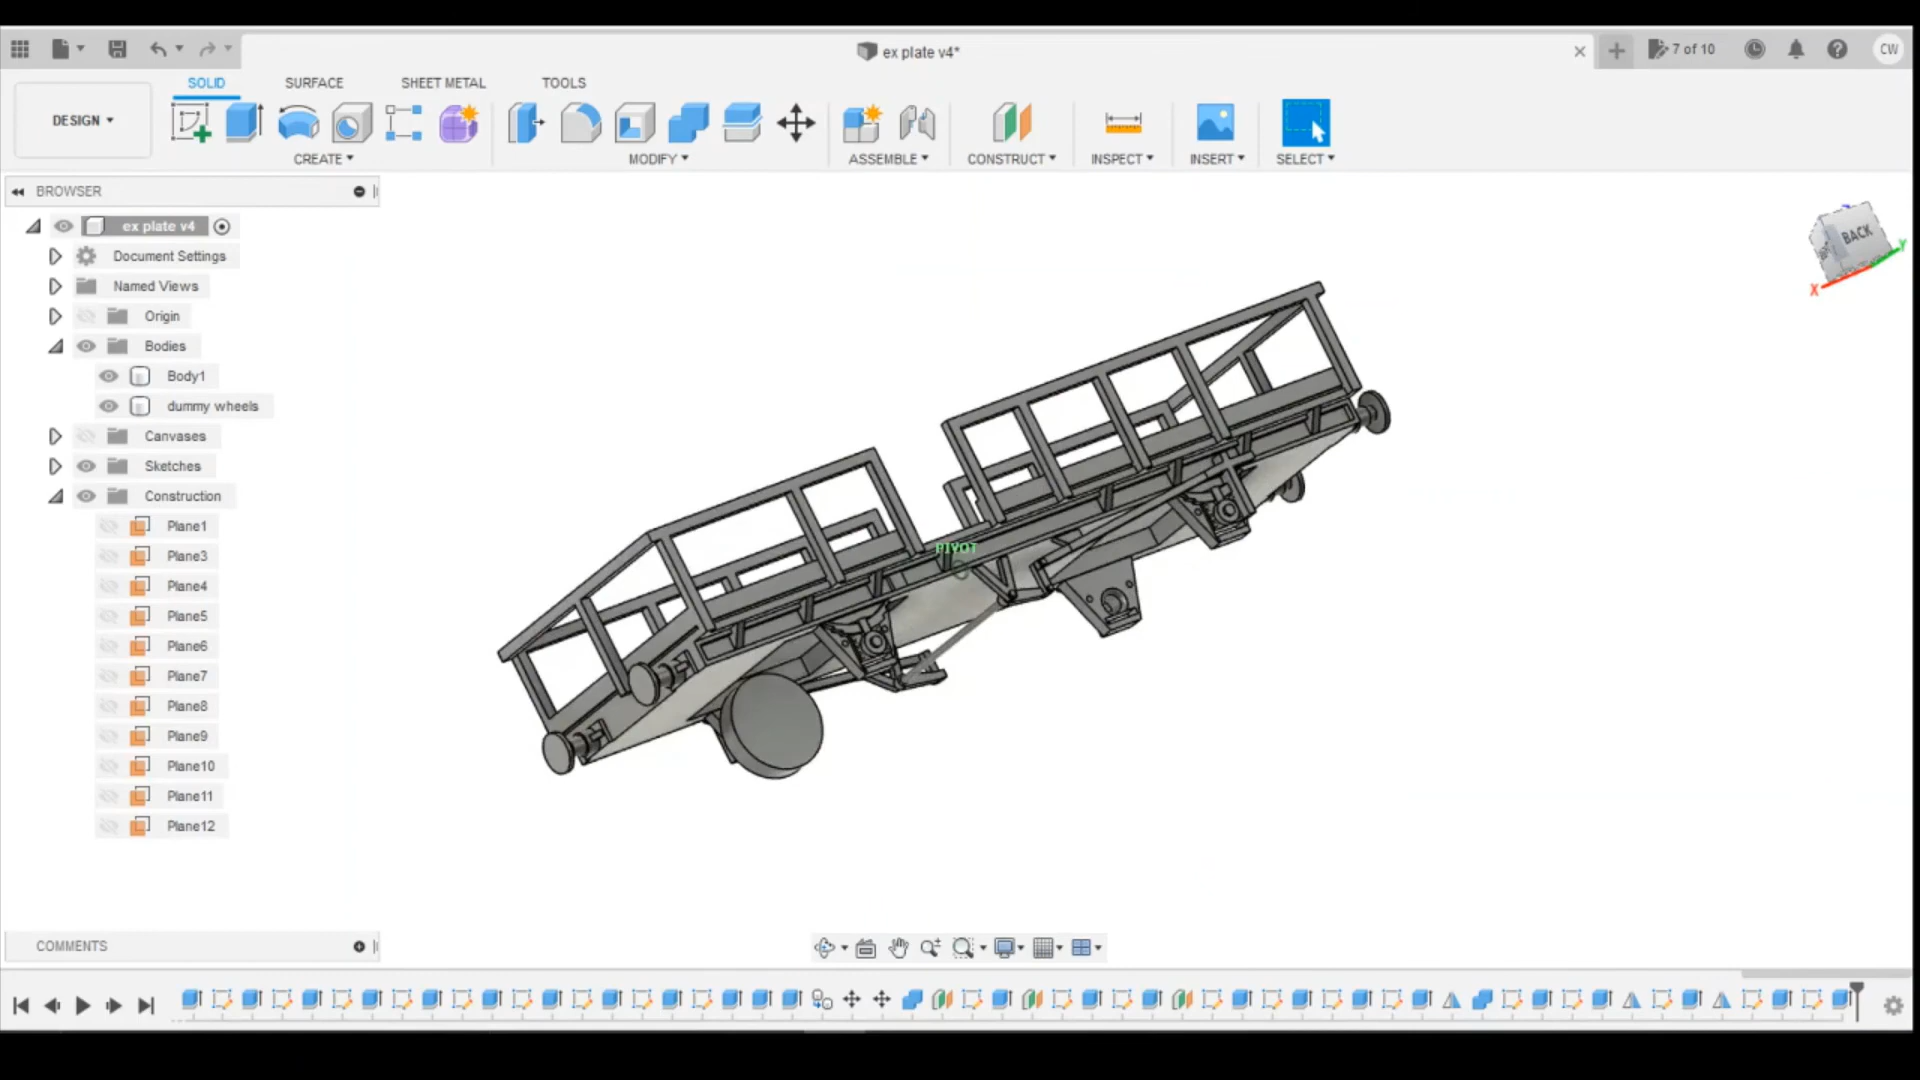 ex plate v4*
7 of 10
CW
DESIGN
SOLID
SURFACE
SHEET METAL
TOOLS
CREATE
MODIFY
ASSEMBLE
CONSTRUCT
INSPECT
INSERT
SELECT
BROWSER
ex plate v4
Document Settings
Named Views
Origin
Bodies
Body1
dummy wheels
Canvases
Sketches
Construction
Plane1
Plane3
Plane4
Plane5
Plane6
Plane7
Plane8
Plane9
Plane10
Plane11
Plane12
PIVOT
BACK
X
Y
COMMENTS